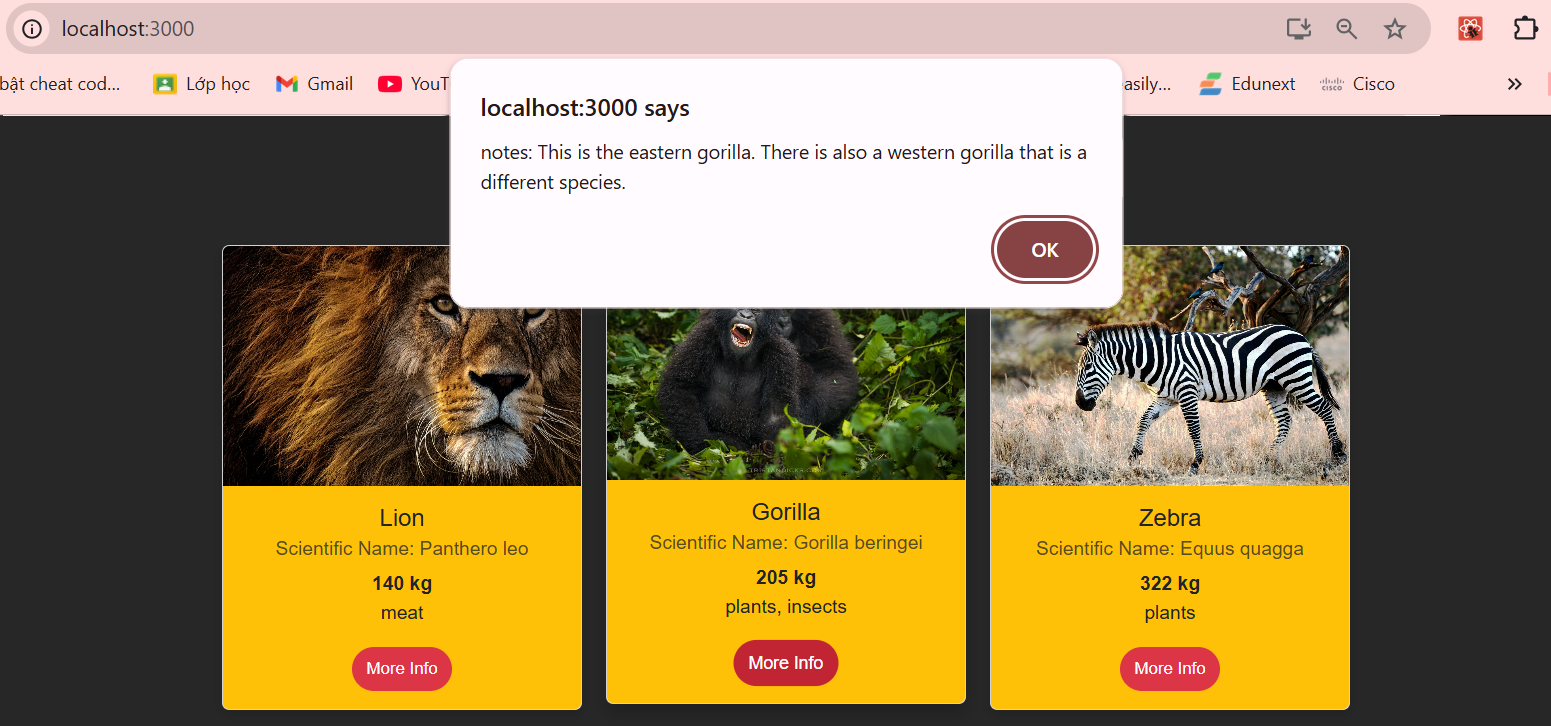 localhost:3000
bật cheat cod...
Lớp học
Gmail
YouT
asily...
Edunext
CISCO
Cisco
localhost:3000 says
notes: This is the eastern gorilla. There is also a western gorilla that is a
different species.
OK
Lion
Scientific Name: Panthero leo
140 kg
meat
More Info
Gorilla
Scientific Name: Gorilla beringei
205 kg
plants, insects
More Info
Zebra
Scientific Name: Equus quagga
322 kg
plants
More Info